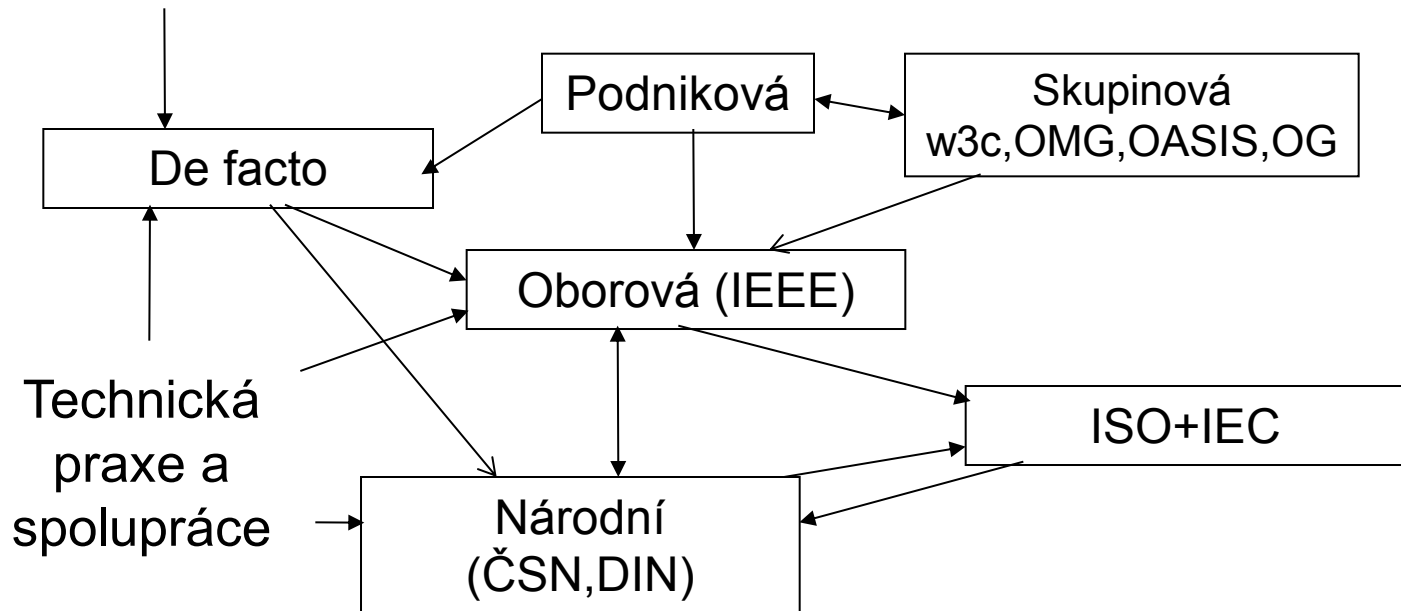 Podniková
Skupinová
w3c,OMG,OASIS,OG
De facto
Oborová (IEEE)
Technická
praxe a
spolupráce
ISO+IEC
Národní
(ČSN,DIN)